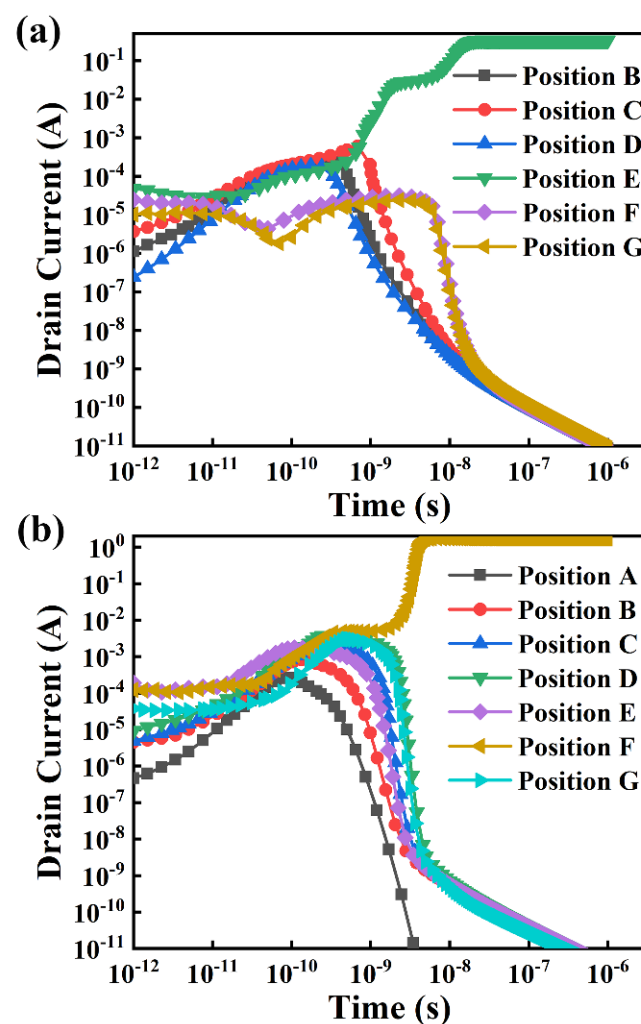 (a)
Drain Current (A)
10⁻¹
10⁻²
10⁻³
10⁻⁴
10⁻⁵
10⁻⁶
10⁻⁷
10⁻⁸
10⁻⁹
10⁻¹⁰
10⁻¹¹
Position B
Position C
Position D
Position E
Position F
Position G
10⁻¹² 10⁻¹¹ 10⁻¹⁰ 10⁻⁹ 10⁻⁸ 10⁻⁷ 10⁻⁶
Time (s)
(b)
Drain Current (A)
10⁰
10⁻¹
10⁻²
10⁻³
10⁻⁴
10⁻⁵
10⁻⁶
10⁻⁷
10⁻⁸
10⁻⁹
10⁻¹⁰
10⁻¹¹
Position A
Position B
Position C
Position D
Position E
Position F
Position G
10⁻¹² 10⁻¹¹ 10⁻¹⁰ 10⁻⁹ 10⁻⁸ 10⁻⁷ 10⁻⁶
Time (s)